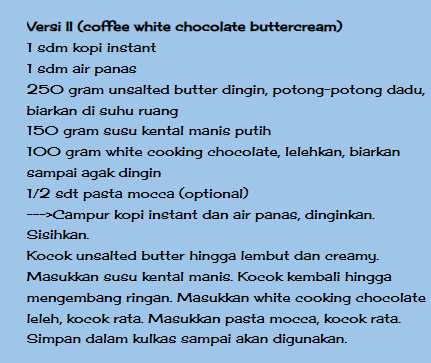 Versi II (coffee white chocolate buttercream)
1 sdm kopi instant
1 sdm air panas
250 gram unsalted butter dingin, potong-potong dadu,
biarkan di suhu ruang
150 gram susu kental manis putih
100 gram white cooking chocolate, lelehkan, biarkan
sampai agak dingin
1/2 sdt pasta mocca (optional)
--->Campur kopi instant dan air panas, dinginkan.
Sisihkan.
Kocok unsalted butter hingga lembut dan creamy.
Masukkan susu kental manis. Kocok kembali hingga
mengembang ringan. Masukkan white cooking chocolate
leleh, kocok rata. Masukkan pasta mocca, kocok rata.
Simpan dalam kulkas sampai akan digunakan.